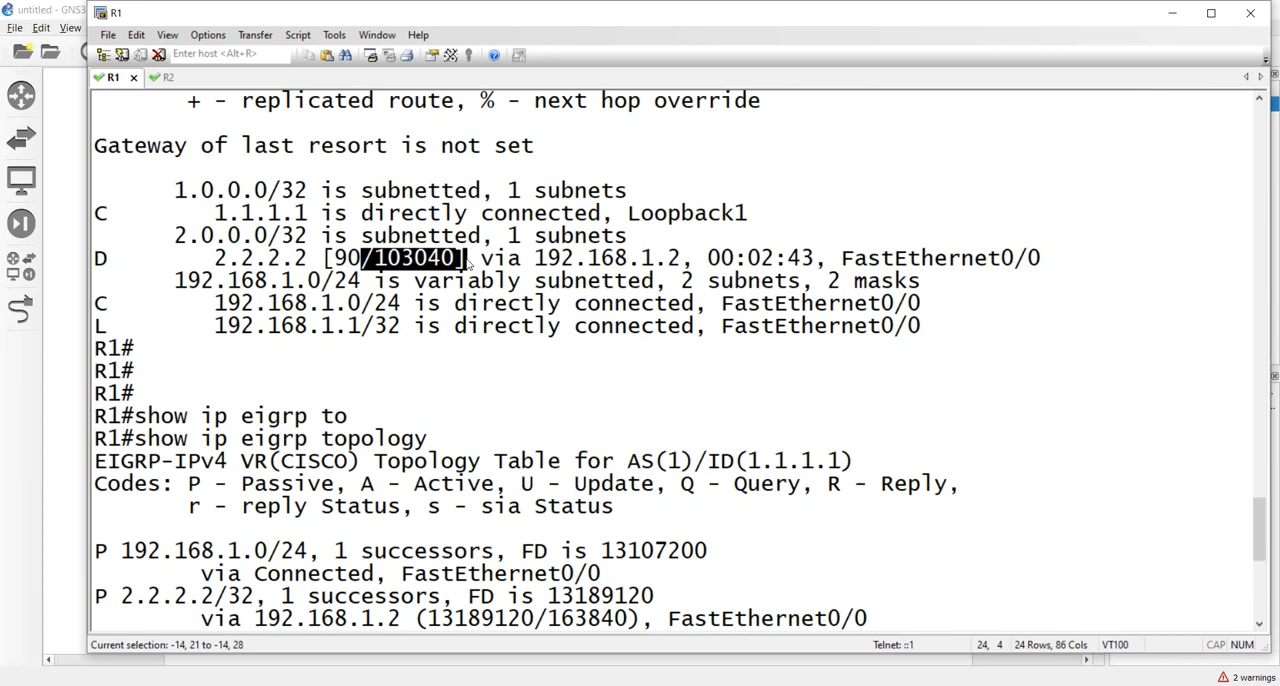 untitled - GNS3
R1
File Edit View
File Edit View Options Transfer Script Tools Window Help
Enter host <Alt+R>
R1
R2
+ - replicated route, % - next hop override
Gateway of last resort is not set
1.0.0.0/32 is subnetted, 1 subnets
C 1.1.1.1 is directly connected, Loopback1
2.0.0.0/32 is subnetted, 1 subnets
D 2.2.2.2 [90/103040] via 192.168.1.2, 00:02:43, FastEthernet0/0
192.168.1.0/24 is variably subnetted, 2 subnets, 2 masks
C 192.168.1.0/24 is directly connected, FastEthernet0/0
L 192.168.1.1/32 is directly connected, FastEthernet0/0
R1#
R1#
R1#
R1#show ip eigrp to
R1#show ip eigrp topology
EIGRP-IPv4 VR(CISCO) Topology Table for AS(1)/ID(1.1.1.1)
Codes: P - Passive, A - Active, U - Update, Q - Query, R - Reply,
r - reply Status, s - sia Status
P 192.168.1.0/24, 1 successors, FD is 13107200
via Connected, FastEthernet0/0
P 2.2.2.2/32, 1 successors, FD is 13189120
via 192.168.1.2 (13189120/163840), FastEthernet0/0
Current selection: -14, 21 to -14, 28 Telnet: ::1 24, 4 24 Rows, 86 Cols VT100 CAP NUM
2 warnings